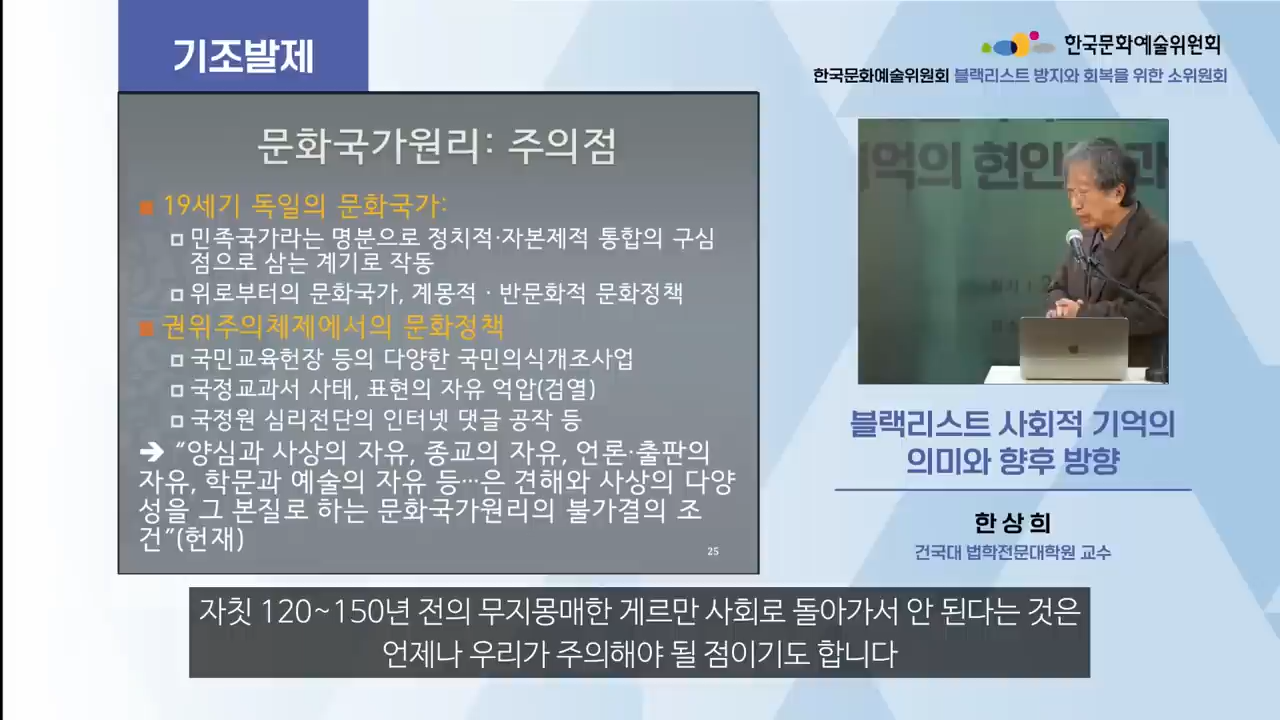 기조발제
한국문화예술위원회
한국문화예술위원회 블랙리스트 방지와 회복을 위한 소위원회
문화국가원리: 주의점
■ 19세기 독일의 문화국가:
민족국가라는 명분으로 정치적·자본제적 통합의 구심
점으로 삼는 계기로 작동
위로부터의 문화국가, 계몽적 · 반문화적 문화정책
■ 권위주의체제에서의 문화정책
국민교육헌장 등의 다양한 국민의식개조사업
국정교과서 사태, 표현의 자유 억압(검열)
국정원 심리전단의 인터넷 댓글 공작 등
➔ “양심과 사상의 자유, 종교의 자유, 언론·출판의
자유, 학문과 예술의 자유 등…은 견해와 사상의 다양
성을 그 본질로 하는 문화국가원리의 불가결의 조
건”(헌재)
25
억의 현안 과
블랙리스트 사회적 기억의
의미와 향후 방향
한상희
건국대 법학전문대학원 교수
자칫 120~150년 전의 무지몽매한 게르만 사회로 돌아가서 안 된다는 것은
언제나 우리가 주의해야 될 점이기도 합니다